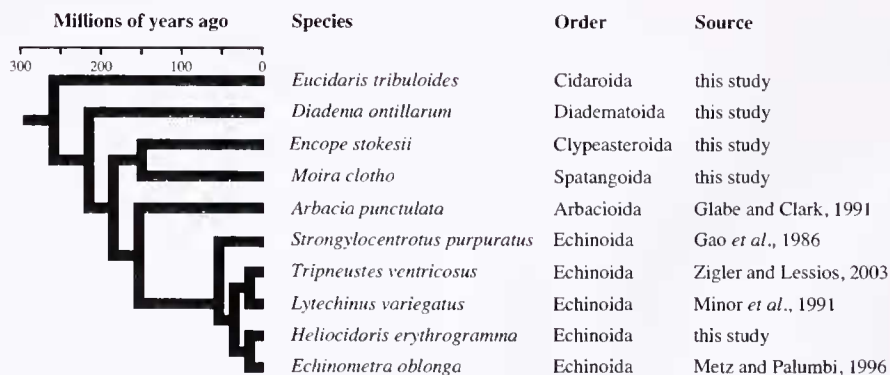 Millions of years ago Species Order Source
300 200 100 0
Eucidaris tribuloides Cidaroida this study
Diadema antillarum Diadematoida this study
Encope stokesii Clypeasteroida this study
Moira clotho Spatangoida this study
Arbacia punctulata Arbacioida Glabe and Clark, 1991
Strongylocentrotus purpuratus Echinoida Gao et al., 1986
Tripneustes ventricosus Echinoida Zigler and Lessios, 2003
Lytechinus variegatus Echinoida Minor et al., 1991
Heliocidaris erythrogramma Echinoida this study
Echinometra oblonga Echinoida Metz and Palumbi, 1996